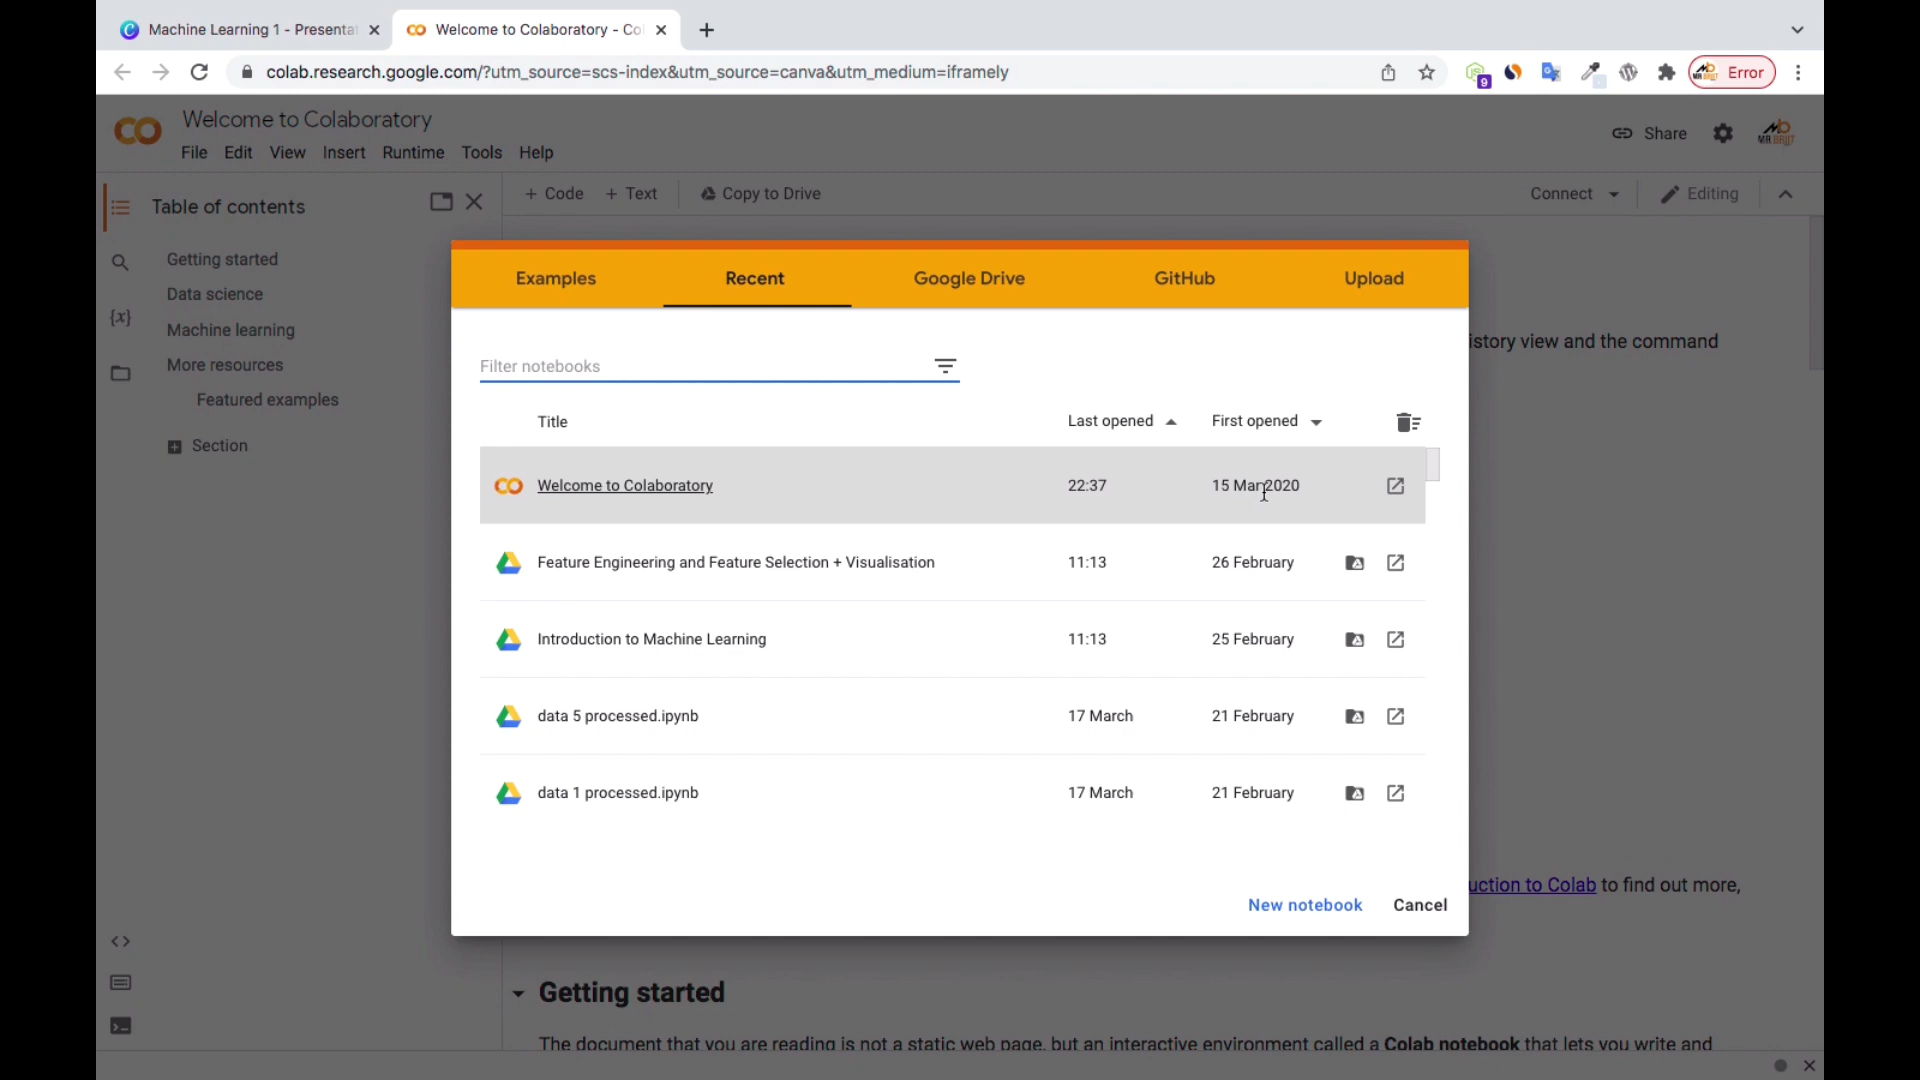 Machine Learning 1 - Presentat
Welcome to Colaboratory - Col
colab.research.google.com/?utm_source=scs-index&utm_source=canva&utm_medium=iframely
9
Error
Welcome to Colaboratory
File Edit View Insert Runtime Tools Help
Share
MR.BRIIT
Table of contents
+ Code + Text Copy to Drive
Connect Editing
Getting started
Data science
{x}
Machine learning
More resources
Featured examples
Section
Examples Recent Google Drive GitHub Upload
istory view and the command
Filter notebooks
Title Last opened First opened
Welcome to Colaboratory 22:37 15 Mar 2020
Feature Engineering and Feature Selection + Visualisation 11:13 26 February
Introduction to Machine Learning 11:13 25 February
data 5 processed.ipynb 17 March 21 February
data 1 processed.ipynb 17 March 21 February
uction to Colab to find out more,
New notebook Cancel
Getting started
The document that you are reading is not a static web page, but an interactive environment called a Colab notebook that lets you write and